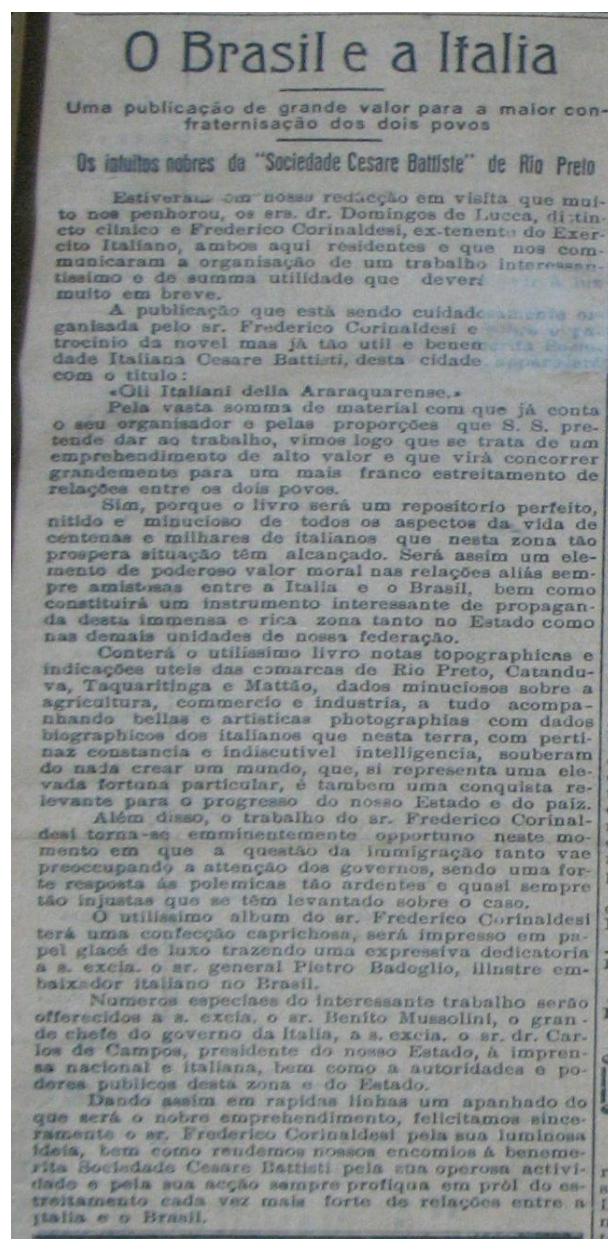 O Brasil e a Italia
Uma publicação de grande valor para a maior con-
fraternisação dos dois povos
Os intuitos nobres da "Sociedade Cesare Battiste" de Rio Preto
Estiveram em nossa redacção em visita que mui-
to nos penhorou, os srs. dr. Domingos de Lucca, distin-
cto clinico e Frederico Corinaldesi, ex-tenente do Exer-
cito Italiano, ambos aqui residentes e que nos com-
municaram a organisação de um trabalho interessan-
tissimo e de summa utilidade que deverá vir á luz
muito em breve.
A publicação que está sendo cuidadosamente or-
ganisada pelo sr. Frederico Corinaldesi e sobre o pa-
trocinio da novel mas já tão util e benemerita Socie-
dade Italiana Cesare Battisti, desta cidade
com o titulo:
«Gli Italiani della Araraquarense.»
Pela vasta somma de material com que já conta
o seu organisador e pelas proporções que S. S. pre-
tende dar ao trabalho, vimos logo que se trata de um
emprehendimento de alto valor e que virá concorrer
grandemente para um mais franco estreitamento de
relações entre os dois povos.
Sim, porque o livro será um repositorio perfeito,
nitido e minucioso de todos os aspectos da vida de
centenas e milhares de italianos que nesta zona tão
prospera situação têm alcançado. Será assim um ele-
mento de poderoso valor moral nas relações aliás sem-
pre amistosas entre a Italia e o Brasil, bem como
constituirá um instrumento interessante de propagan-
da desta immensa e rica zona tanto no Estado como
nas demais unidades de nossa federação.
Conterá o utilissimo livro notas topographicas e
indicações uteis das comarcas de Rio Preto, Catandu-
va, Taquaritinga e Mattão, dados minuciosos sobre a
agricultura, commercio e industria, a tudo acompa-
nhando bellas e artisticas photographias com dados
biographicos dos italianos que nesta terra, com perti-
naz constancia e indiscutivel intelligencia, souberam
do nada crear um mundo, que, si representa uma ele-
vada fortuna particular, é tambem uma conquista re-
levante para o progresso do nosso Estado e do paiz.
Além disso, o trabalho do sr. Frederico Corinal-
desi torna-se emminentemente opportuno neste mo-
mento em que a questão da immigração tanto vae
preoccupando a attenção dos governos, sendo uma for-
te resposta ás polemicas tão ardentes e quasi sempre
tão injustas que se têm levantado sobre o caso.
O utilissimo album do sr. Frederico Corinaldesi
terá uma confecção caprichosa, será impresso em pa-
pel glacé de luxo trazendo uma expressiva dedicatoria
a s. excia. o sr. general Pietro Badoglio, illnstre em-
baixador italiano no Brasil.
Numeros especiaes do interessante trabalho serão
offerecidos a s. excia. o sr. Benito Mussolini, o gran-
de chefe do governo da Italia, a s. excia. o sr. dr. Car-
los de Campos, presidente do nosso Estado, á impren-
sa nacional e italiana, bem como a autoridades e po-
deres publicos desta zona e do Estado.
Dando assim em rapidas linhas um apanhado do
que será o nobre emprehendimento, felicitamos since-
ramente o sr. Frederico Corinaldesi pela sua luminosa
ideia, bem como rendemos nossos encomios á beneme-
rita Sociedade Cesare Battisti pela sua operosa activi-
dade e pela sua acção sempre profiqua em pról do es-
treitamento cada vez mais forte de relações entre a
Italia e o Brasil.